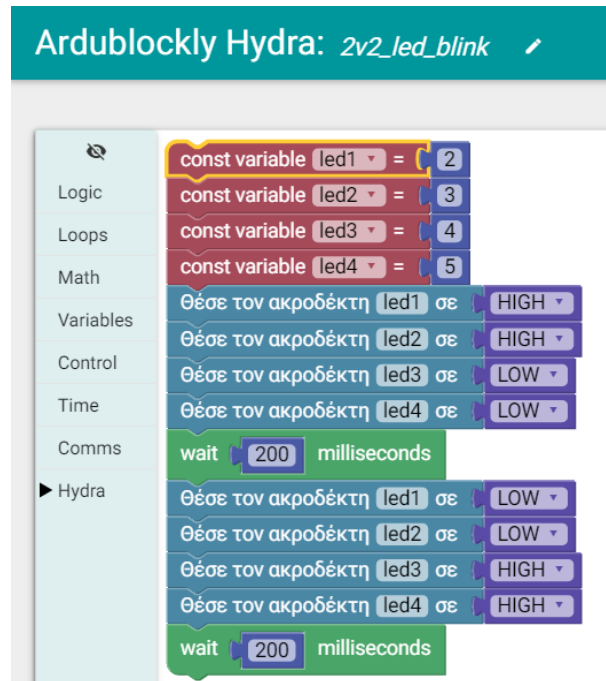 Ardublockly Hydra: 2v2_led_blink
Logic
Loops
Math
Variables
Control
Time
Comms
Hydra
const variable led1 = 2
const variable led2 = 3
const variable led3 = 4
const variable led4 = 5
Θέσε τον ακροδέκτη led1 σε HIGH
Θέσε τον ακροδέκτη led2 σε HIGH
Θέσε τον ακροδέκτη led3 σε LOW
Θέσε τον ακροδέκτη led4 σε LOW
wait 200 milliseconds
Θέσε τον ακροδέκτη led1 σε LOW
Θέσε τον ακροδέκτη led2 σε LOW
Θέσε τον ακροδέκτη led3 σε HIGH
Θέσε τον ακροδέκτη led4 σε HIGH
wait 200 milliseconds